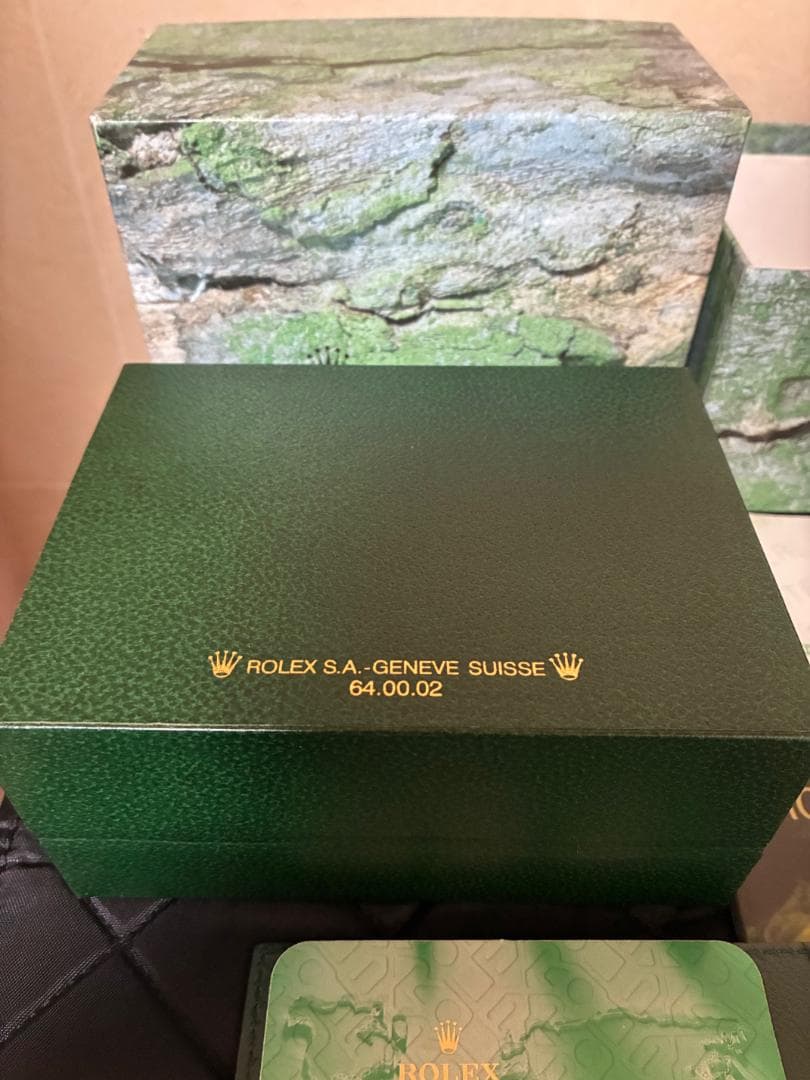 ROLEX S.A.-GENEVE SUISSE
64.00.02
ROLEX